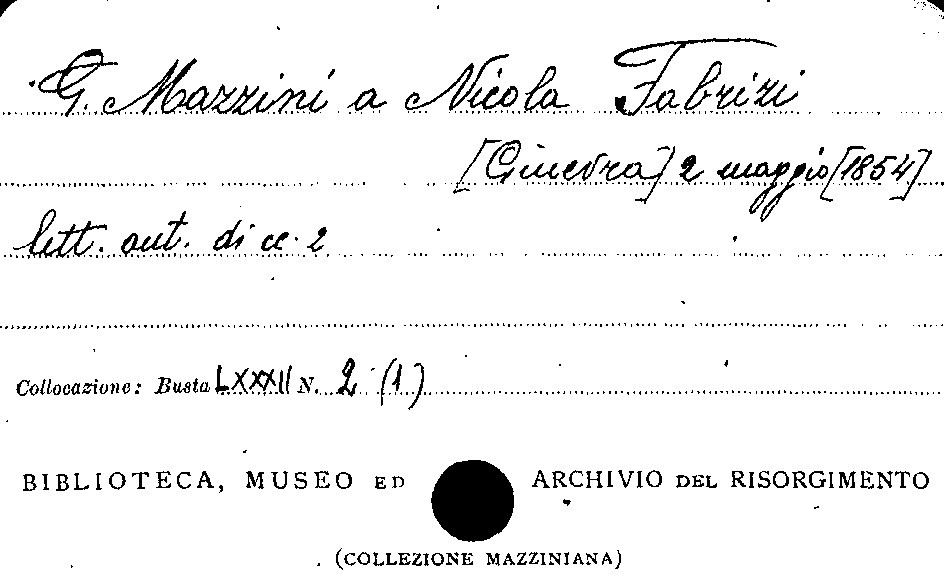 G. Mazzini a Nicola Fabrizi
[Ginevra] 2 maggio [1854]
lett. aut. di cc. 2
Collocazione: Busta LXXXII N. 2 (1)
BIBLIOTECA, MUSEO ED ARCHIVIO DEL RISORGIMENTO
(COLLEZIONE MAZZINIANA)